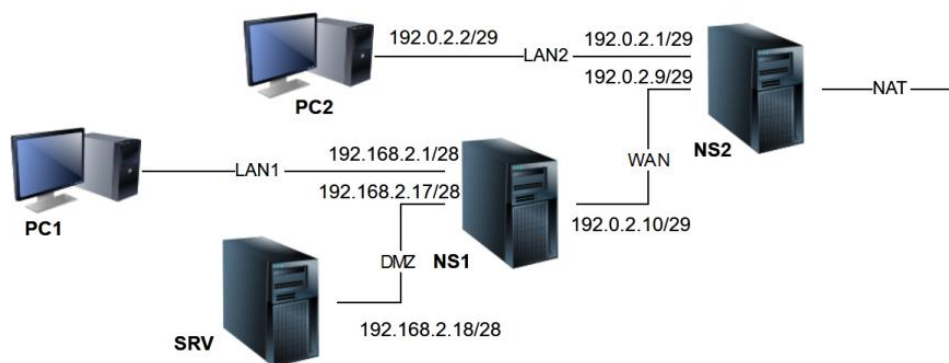 192.0.2.2/29
LAN2
192.0.2.1/29
192.0.2.9/29
NAT
PC2
NS2
WAN
192.168.2.1/28
LAN1
192.168.2.17/28
192.0.2.10/29
PC1
DMZ
NS1
192.168.2.18/28
SRV